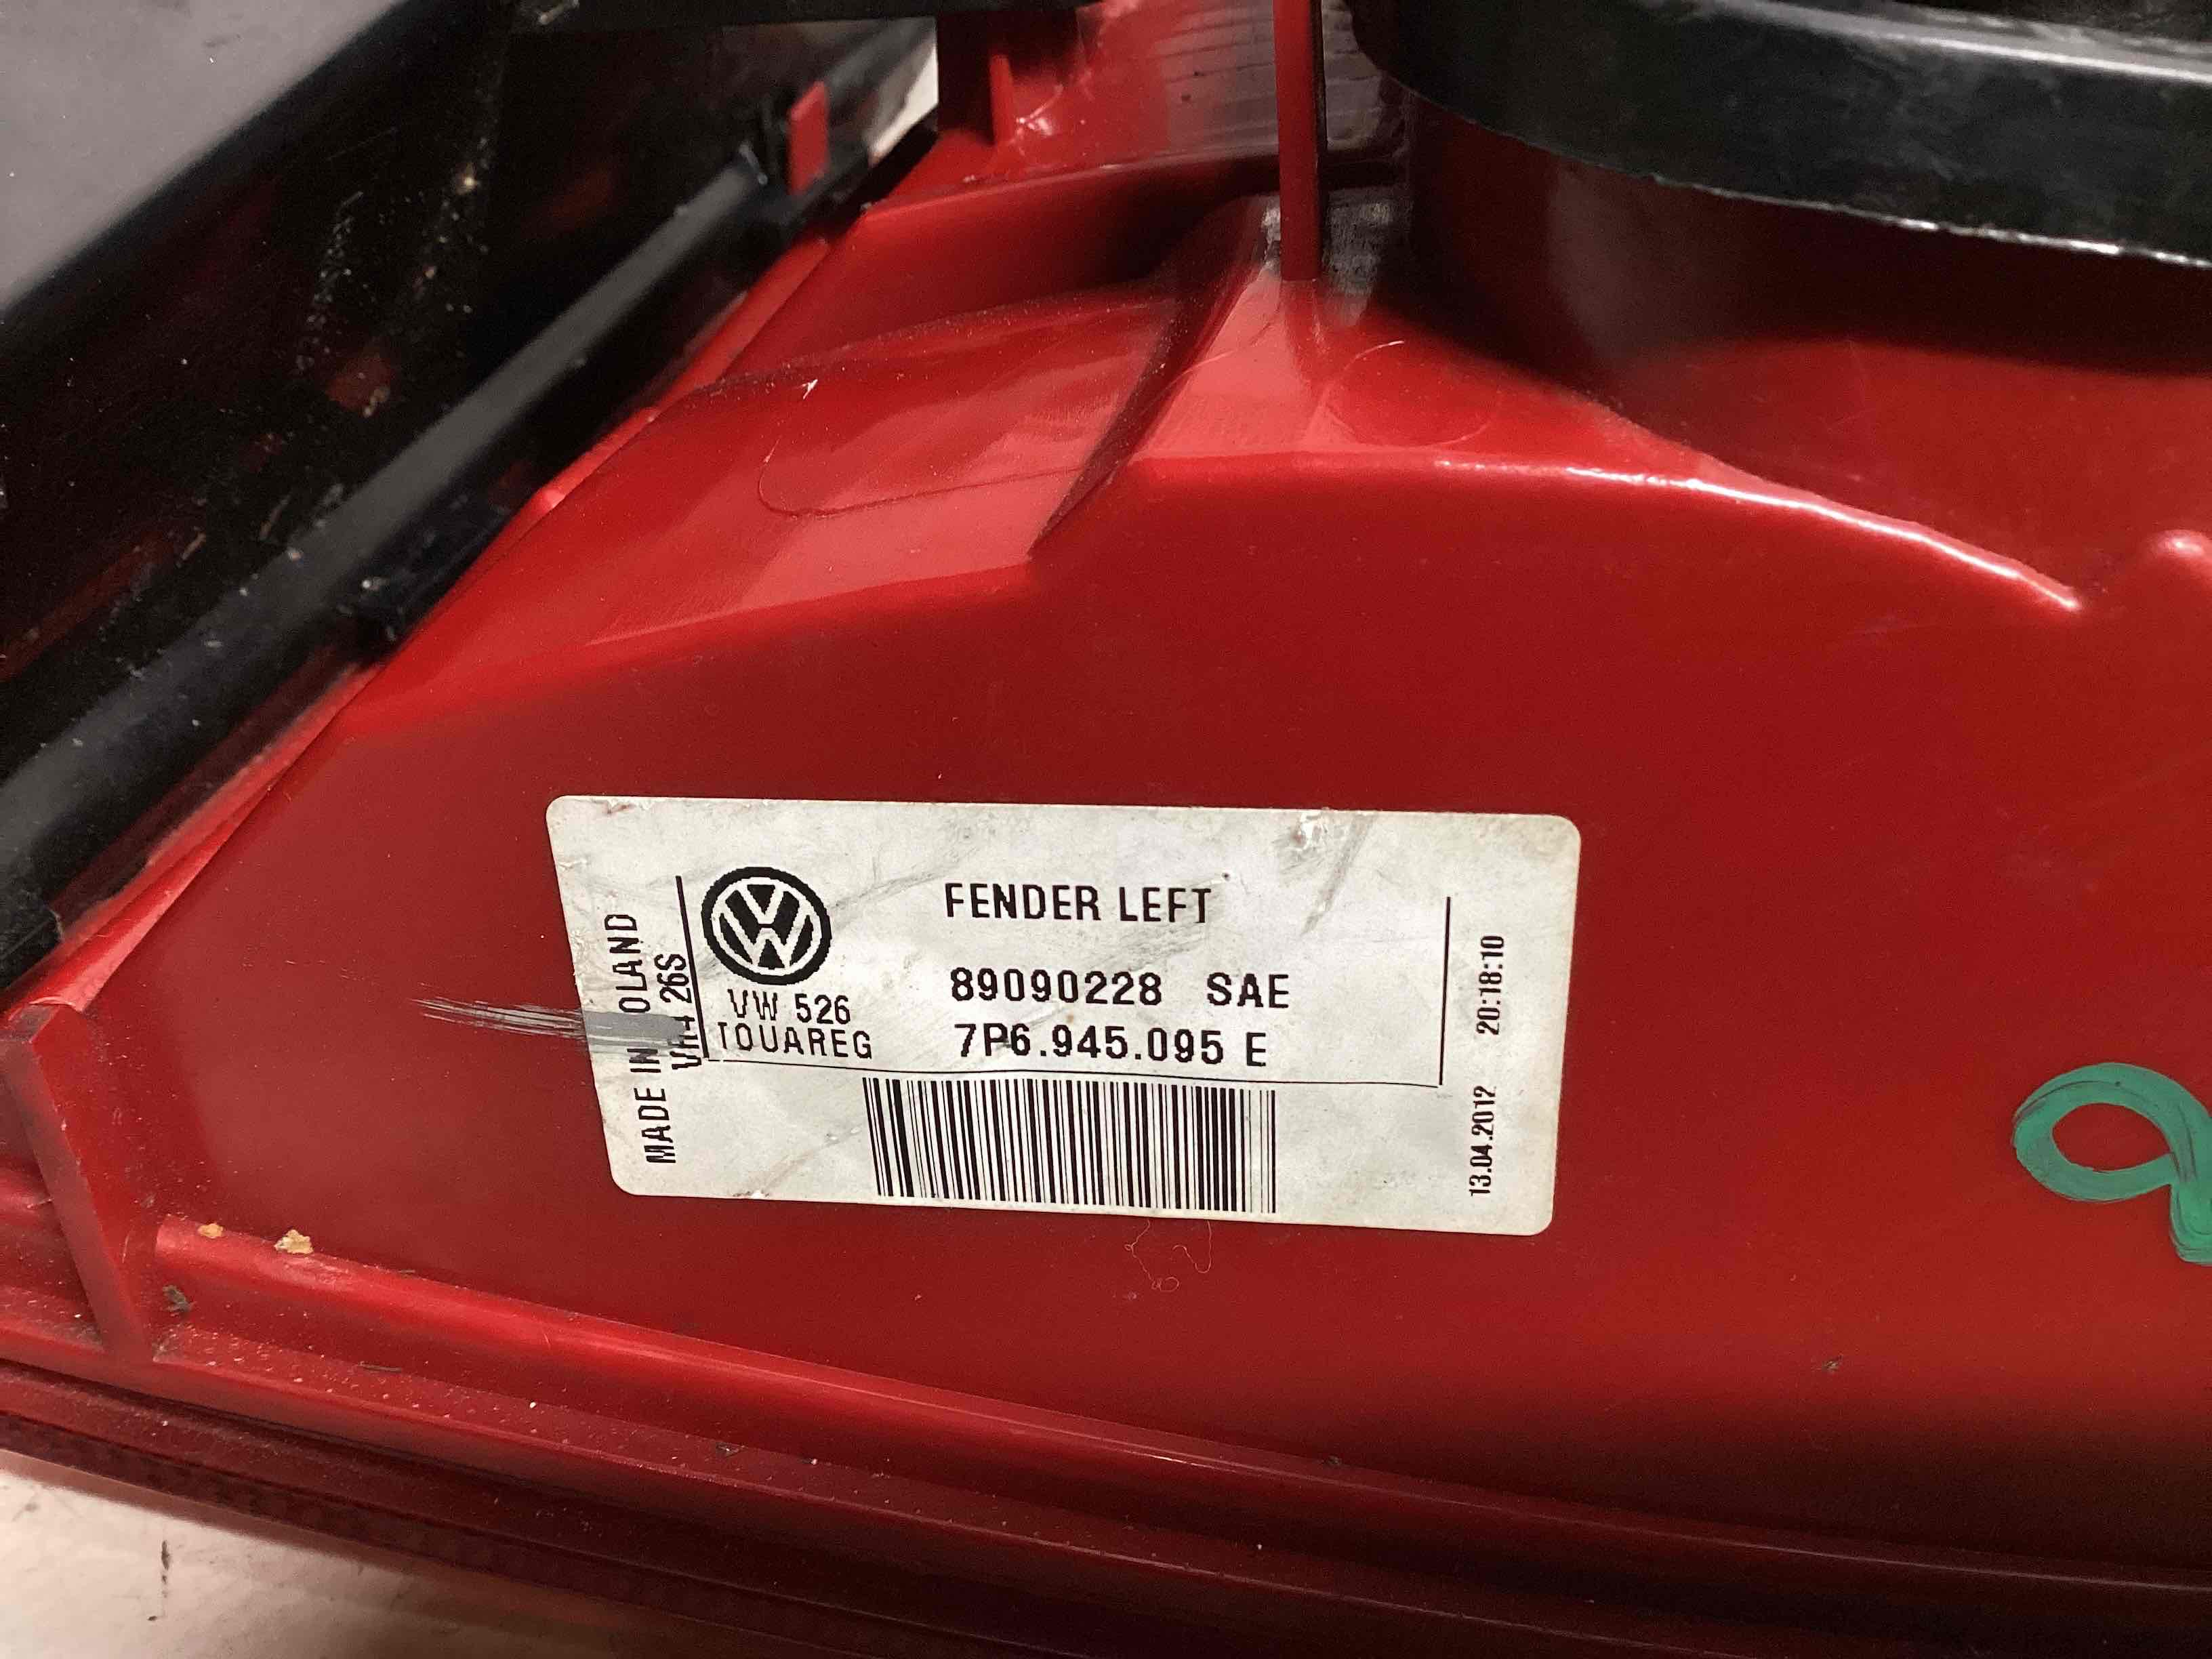 FENDER LEFT
89090228 SAE
VW 526
TOUAREG
7P6.945.095 E
MADE IN OLAND
26S
13.04.2012 20:18:10